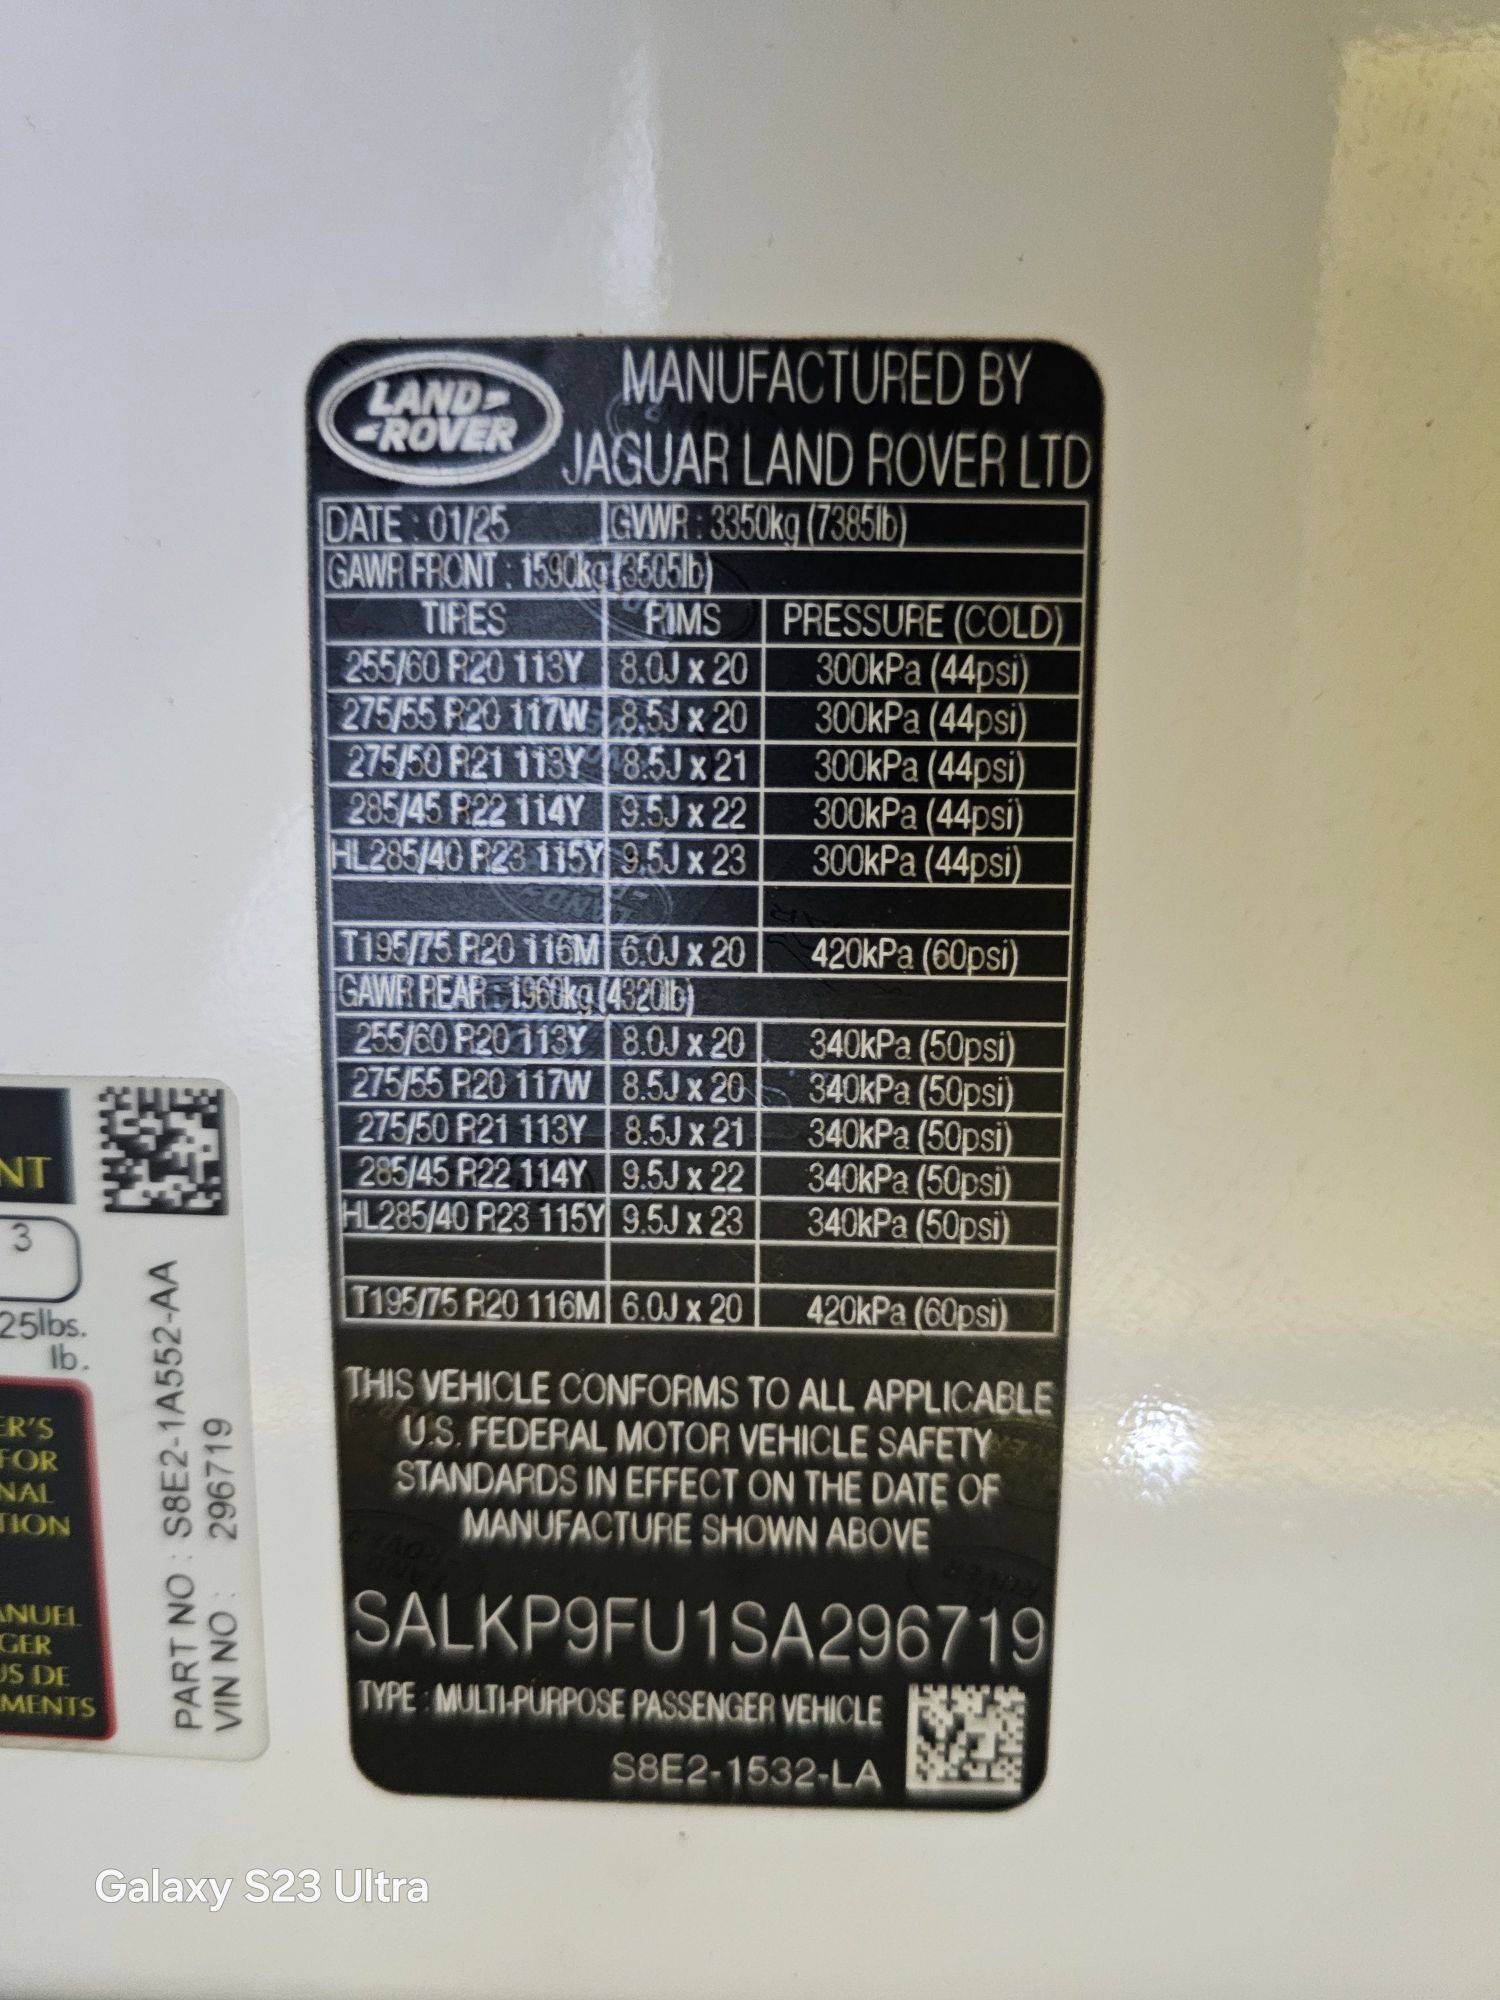 LAND
ROVER
MANUFACTURED BY
JAGUAR LAND ROVER LTD
DATE : 01/25 GVWR : 3350kg (7385lb)
GAWR FRONT : 1590kg (3505lb)
TIRES RIMS PRESSURE (COLD)
255/60 R20 113Y 8.0J x 20 300kPa (44psi)
275/55 R20 117W 8.5J x 20 300kPa (44psi)
275/50 R21 113Y 8.5J x 21 300kPa (44psi)
285/45 R22 114Y 9.5J x 22 300kPa (44psi)
HL285/40 R23 115Y 9.5J x 23 300kPa (44psi)
T195/75 R20 116M 6.0J x 20 420kPa (60psi)
GAWR REAR : 1960kg (4320lb)
255/60 R20 113Y 8.0J x 20 340kPa (50psi)
275/55 R20 117W 8.5J x 20 340kPa (50psi)
275/50 R21 113Y 8.5J x 21 340kPa (50psi)
285/45 R22 114Y 9.5J x 22 340kPa (50psi)
HL285/40 R23 115Y 9.5J x 23 340kPa (50psi)
T195/75 R20 116M 6.0J x 20 420kPa (60psi)
THIS VEHICLE CONFORMS TO ALL APPLICABLE
U.S. FEDERAL MOTOR VEHICLE SAFETY
STANDARDS IN EFFECT ON THE DATE OF
MANUFACTURE SHOWN ABOVE
SALKP9FU1SA296719
TYPE : MULTI-PURPOSE PASSENGER VEHICLE
S8E2-1532-LA
NT
3
25lbs.
lb.
ER'S
FOR
NAL
TION
ANUEL
GER
US DE
MENTS
PART NO : S8E2-1A552-AA
VIN NO : 296719
Galaxy S23 Ultra